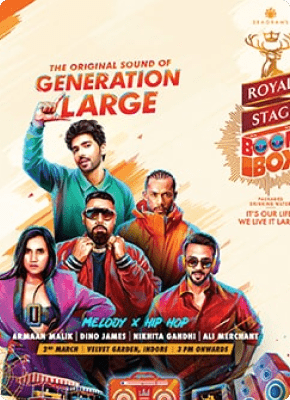 SEAGRAM'S
THE ORIGINAL SOUND OF
GENERATION
LARGE
ROYAL
STAG
BOOM
BOX
PACKAGED
DRINKING WATER
IT'S OUR LIFE
WE LIVE IT LARG
MELODY X HIP HOP
ARMAAN MALIK | DINO JAMES | NIKHITA GANDHI | ALI MERCHANT
2ND MARCH | VELVET GARDEN, INDORE | 3 PM ONWARDS